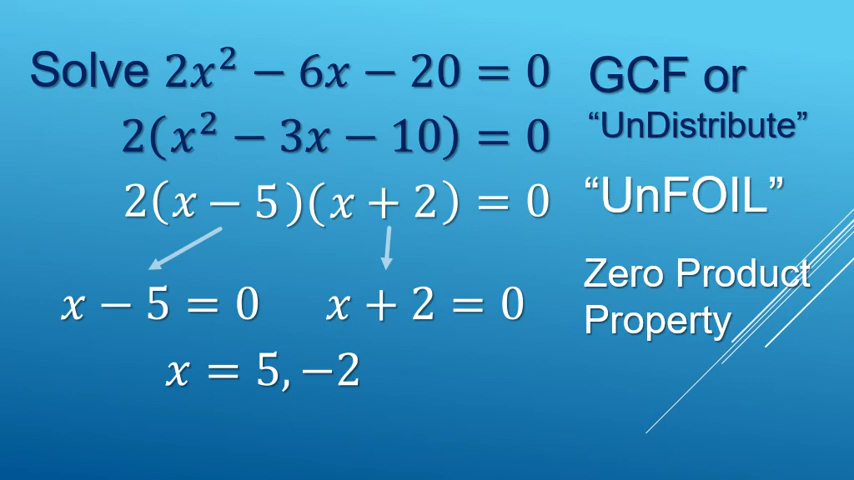 Solve 2x² − 6x − 20 = 0
GCF or
"UnDistribute"
2(x² − 3x − 10) = 0
2(x − 5)(x + 2) = 0
"UnFOIL"
x − 5 = 0 x + 2 = 0
Zero Product
Property
x = 5, −2